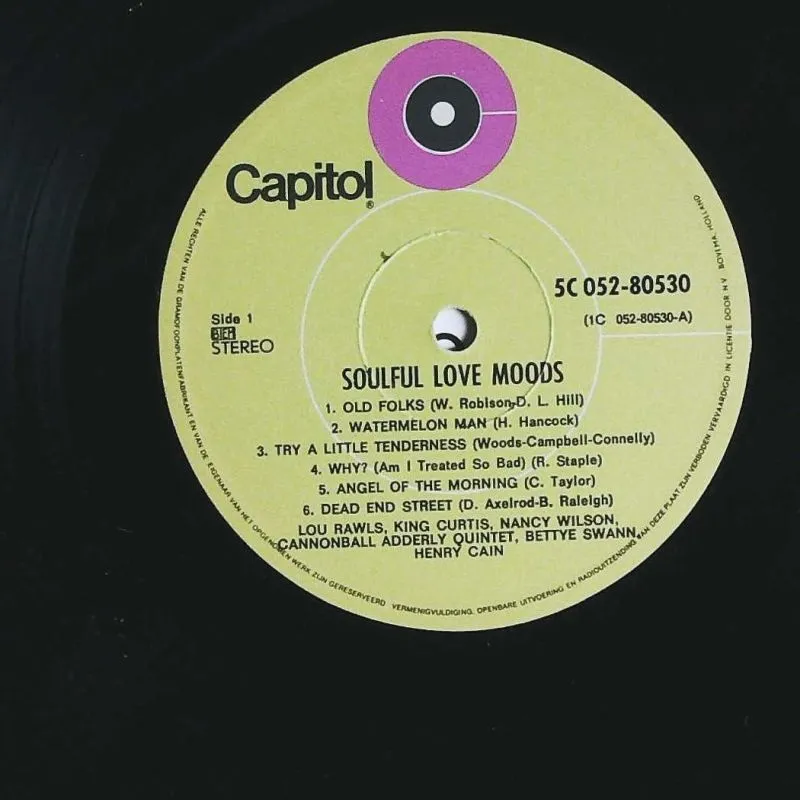 Capitol®
5C 052-80530
(1C 052-80530-A)
Side 1
STEREO
SOULFUL LOVE MOODS
1. OLD FOLKS (W. Robison-D. L. Hill)
2. WATERMELON MAN (H. Hancock)
3. TRY A LITTLE TENDERNESS (Woods-Campbell-Connelly)
4. WHY? (Am I Treated So Bad) (R. Staple)
5. ANGEL OF THE MORNING (C. Taylor)
6. DEAD END STREET (D. Axelrod-B. Raleigh)
LOU RAWLS, KING CURTIS, NANCY WILSON,
CANNONBALL ADDERLY QUINTET, BETTYE SWANN,
HENRY CAIN
ALLE RECHTEN VAN DE GRAMOFOONPLATENFABRIKANT EN VAN DE EIGENAAR VAN HET OPGENOMEN WERK ZIJN GERESERVEERD. VERMENIGVULDIGING, OPENBARE UITVOERING EN RADIOUITZENDING VAN DEZE PLAAT ZIJN VERBODEN VERVAARDIGD IN LICENTIE DOOR N.V. BOVEMA, HOLLAND